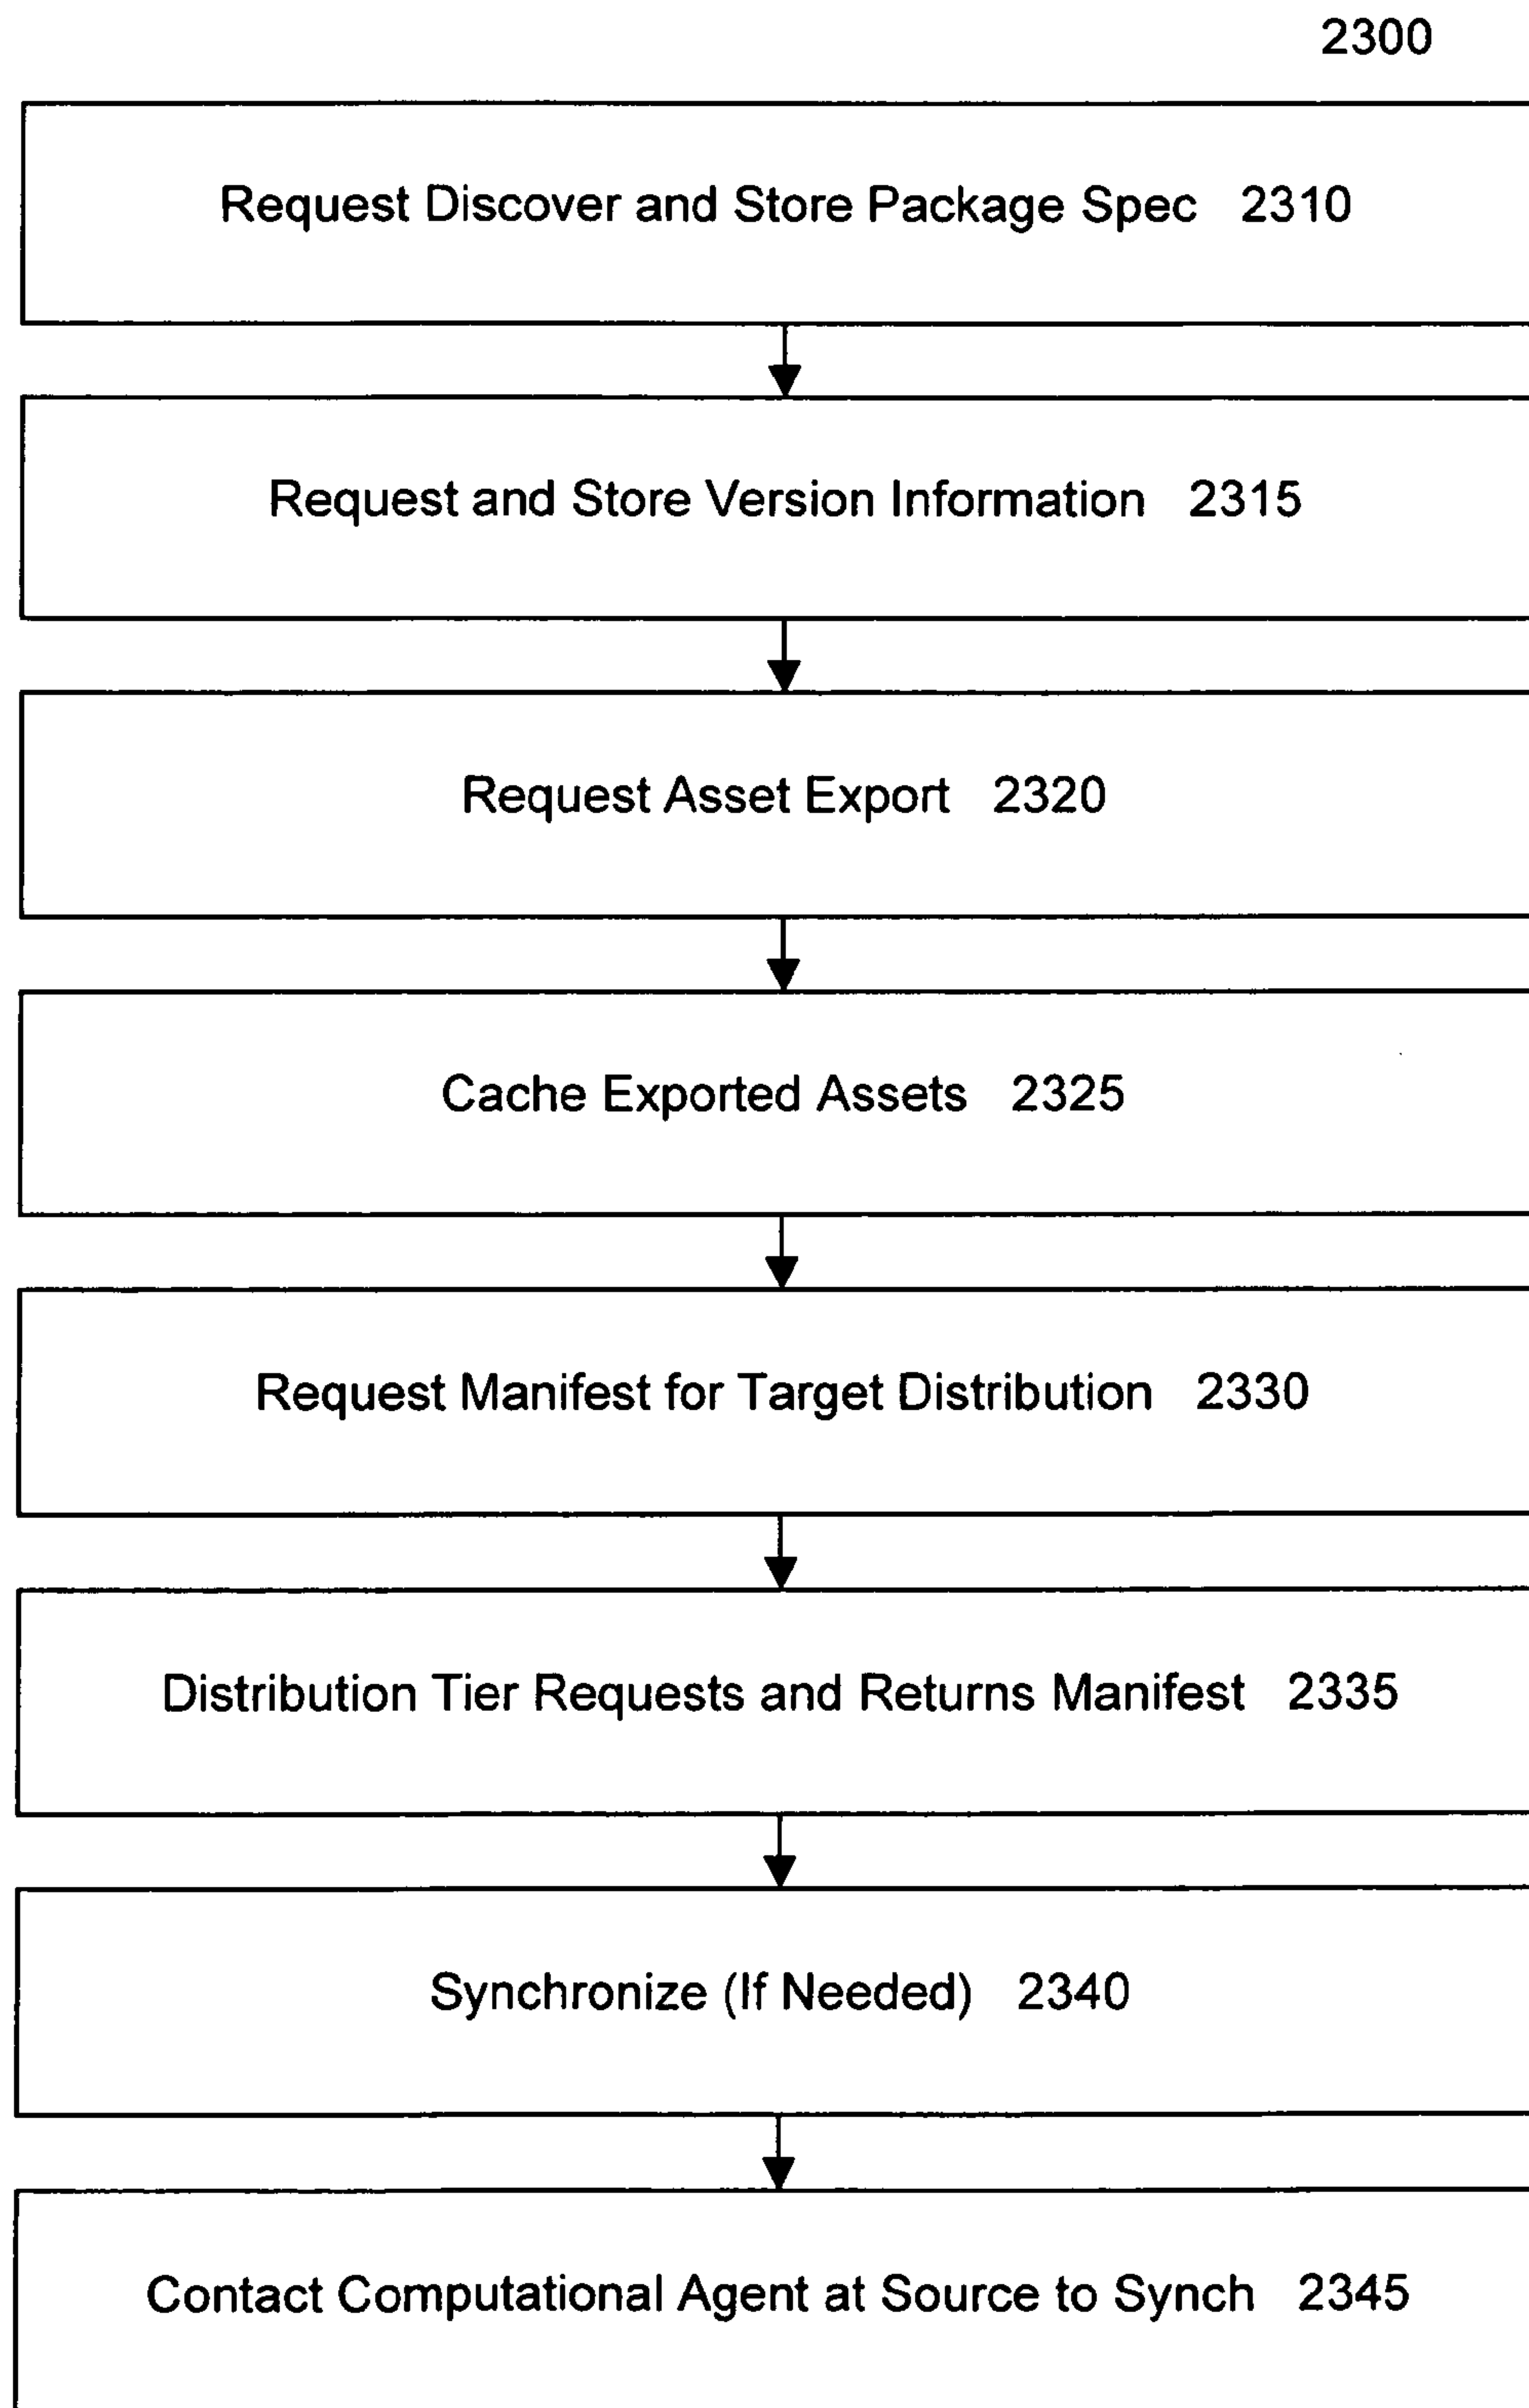 2300
Request Discover and Store Package Spec 2310
Request and Store Version Information 2315
Request Asset Export 2320
Cache Exported Assets 2325
Request Manifest for Target Distribution 2330
Distribution Tier Requests and Returns Manifest 2335
Synchronize (If Needed) 2340
Contact Computational Agent at Source to Synch 2345